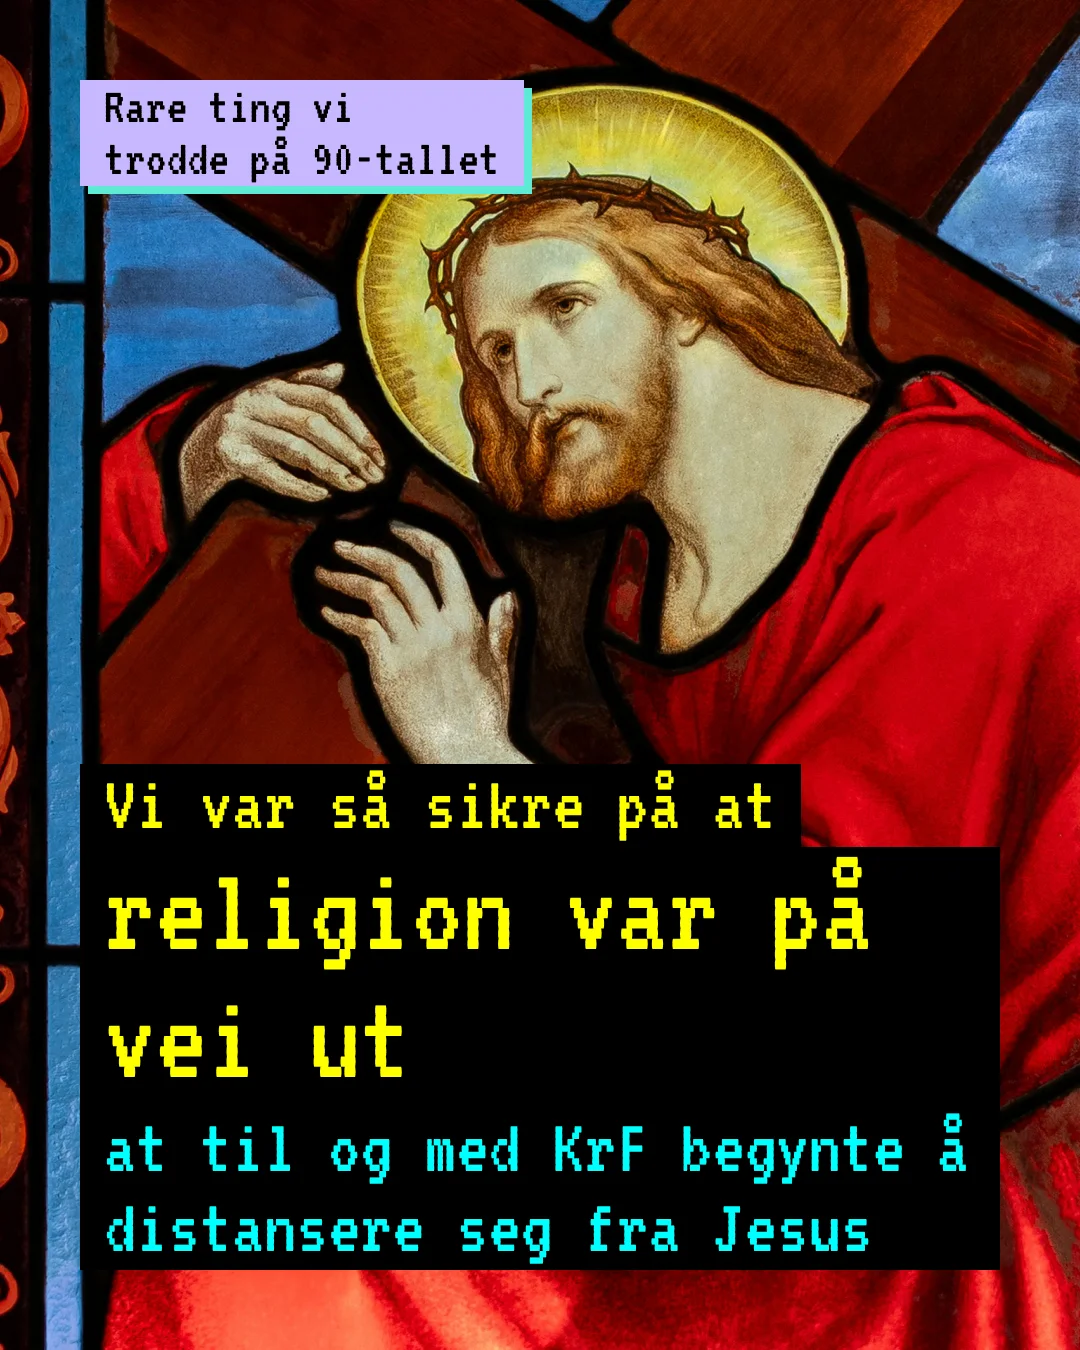 Rare ting vi
trodde på 90-tallet
Vi var så sikre på at
religion var på
vei ut
at til og med KrF begynte å
distansere seg fra Jesus